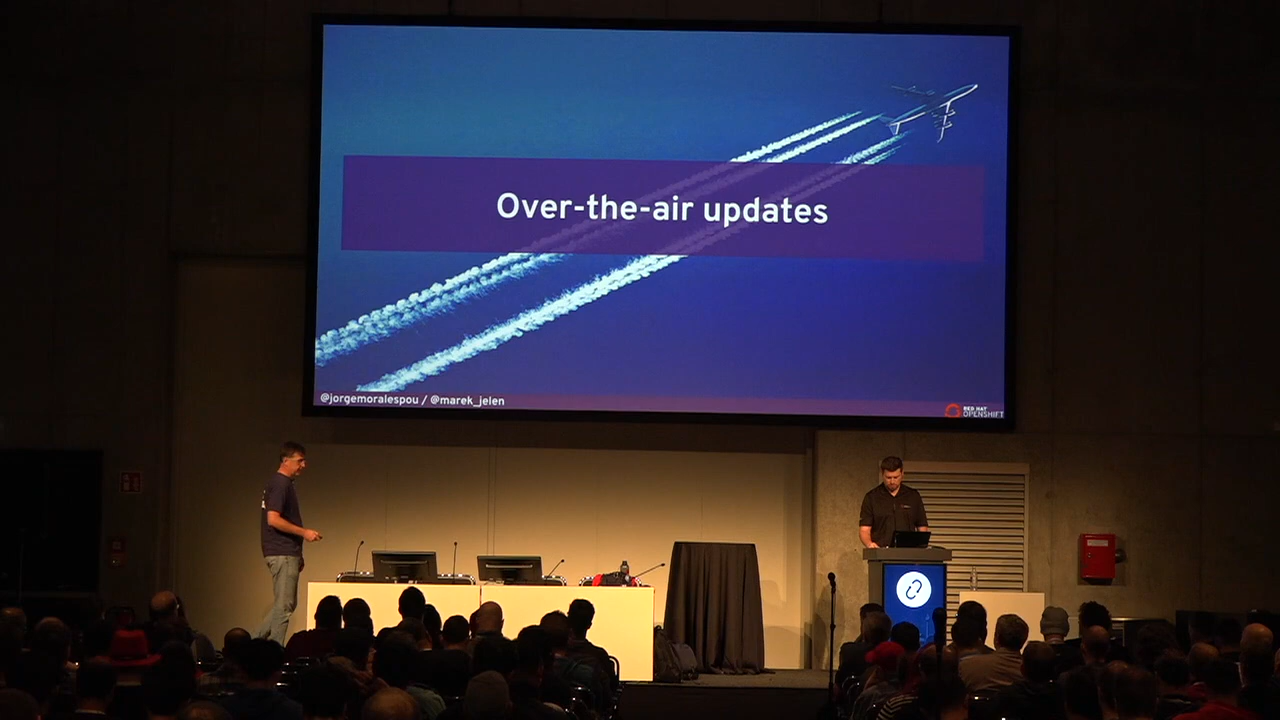 Over-the-air updates
@jorgemoralespou / @marek_jelen
RED HAT
OPENSHIFT